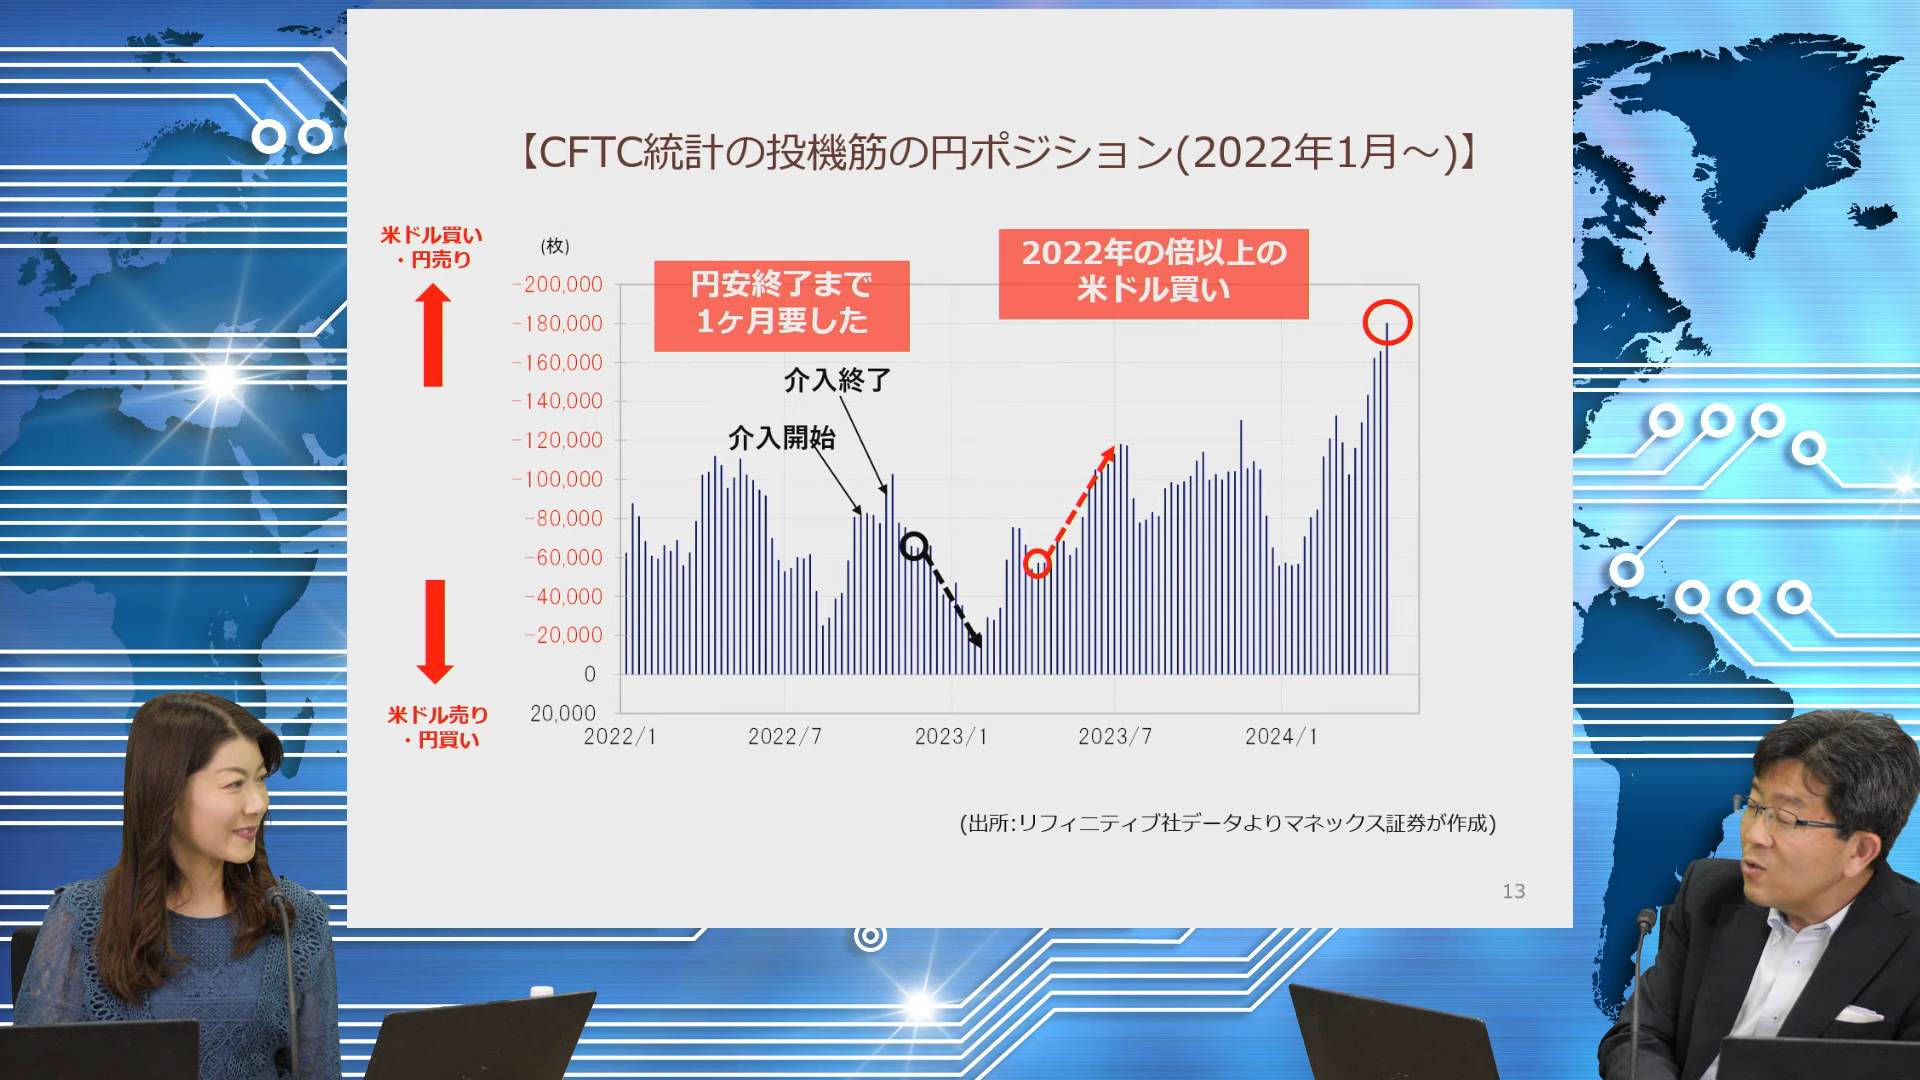 【CFTC統計の投機筋の円ポジション(2022年1月～)】
米ドル買い
・円売り
(枚)
円安終了まで
1ヶ月要した
2022年の倍以上の
米ドル買い
介入終了
介入開始
-200,000
-180,000
-160,000
-140,000
-120,000
-100,000
-80,000
-60,000
-40,000
-20,000
0
20,000
米ドル売り
・円買い
2022/1
2022/7
2023/1
2023/7
2024/1
(出所:リフィニティブ社データよりマネックス証券が作成)
13